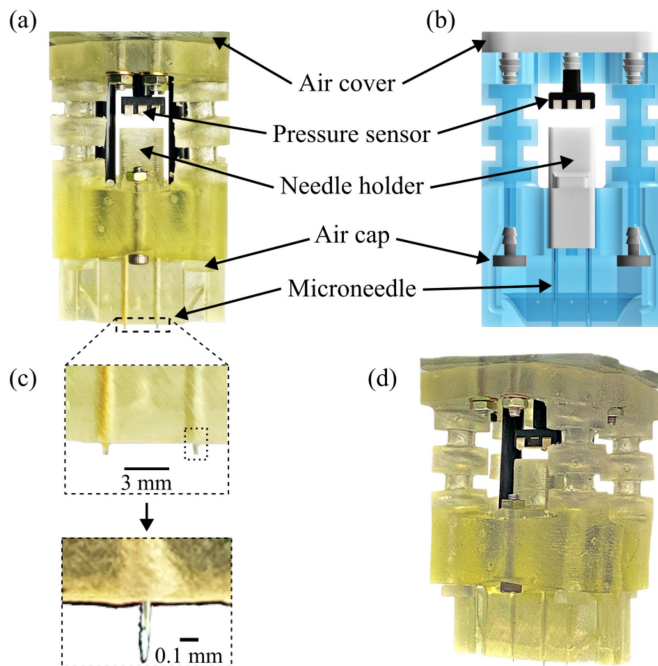 (a)
(b)
Air cover
Pressure sensor
Needle holder
Air cap
Microneedle
(c)
(d)
3 mm
0.1 mm